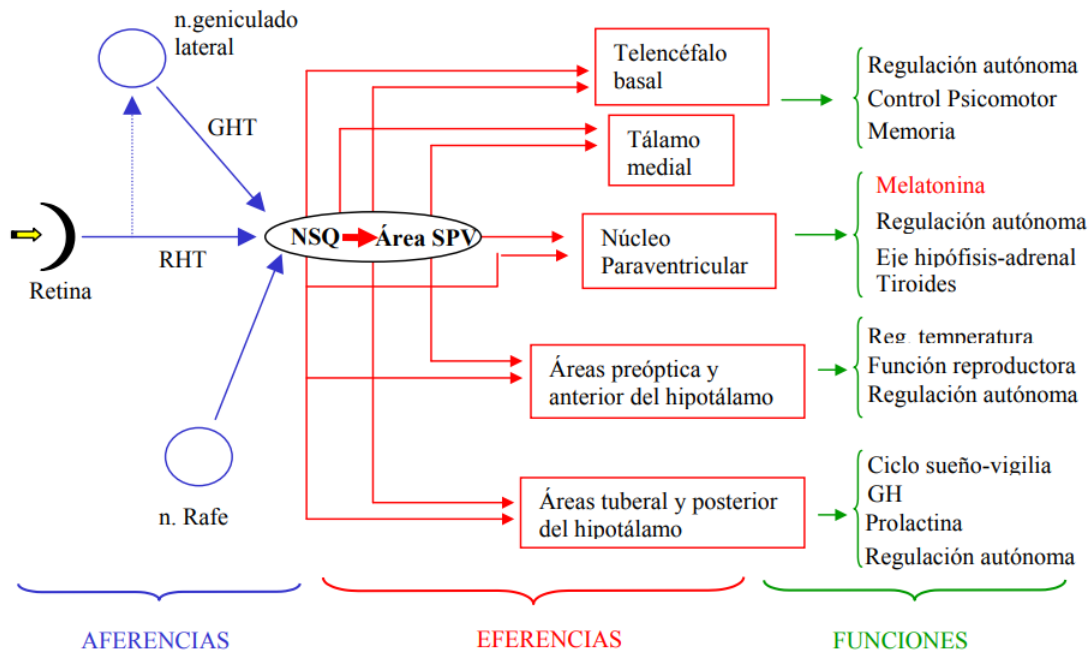 n.geniculado
lateral
GHT
RHT
Retina
n. Rafe
NSQ
Área SPV
Telencéfalo
basal
Tálamo
medial
Núcleo
Paraventricular
Áreas preóptica y
anterior del hipotálamo
Áreas tuberal y posterior
del hipotálamo
Regulación autónoma
Control Psicomotor
Memoria
Melatonina
Regulación autónoma
Eje hipófisis-adrenal
Tiroides
Reg. temperatura
Función reproductora
Regulación autónoma
Ciclo sueño-vigilia
GH
Prolactina
Regulación autónoma
AFERENCIAS
EFERENCIAS
FUNCIONES